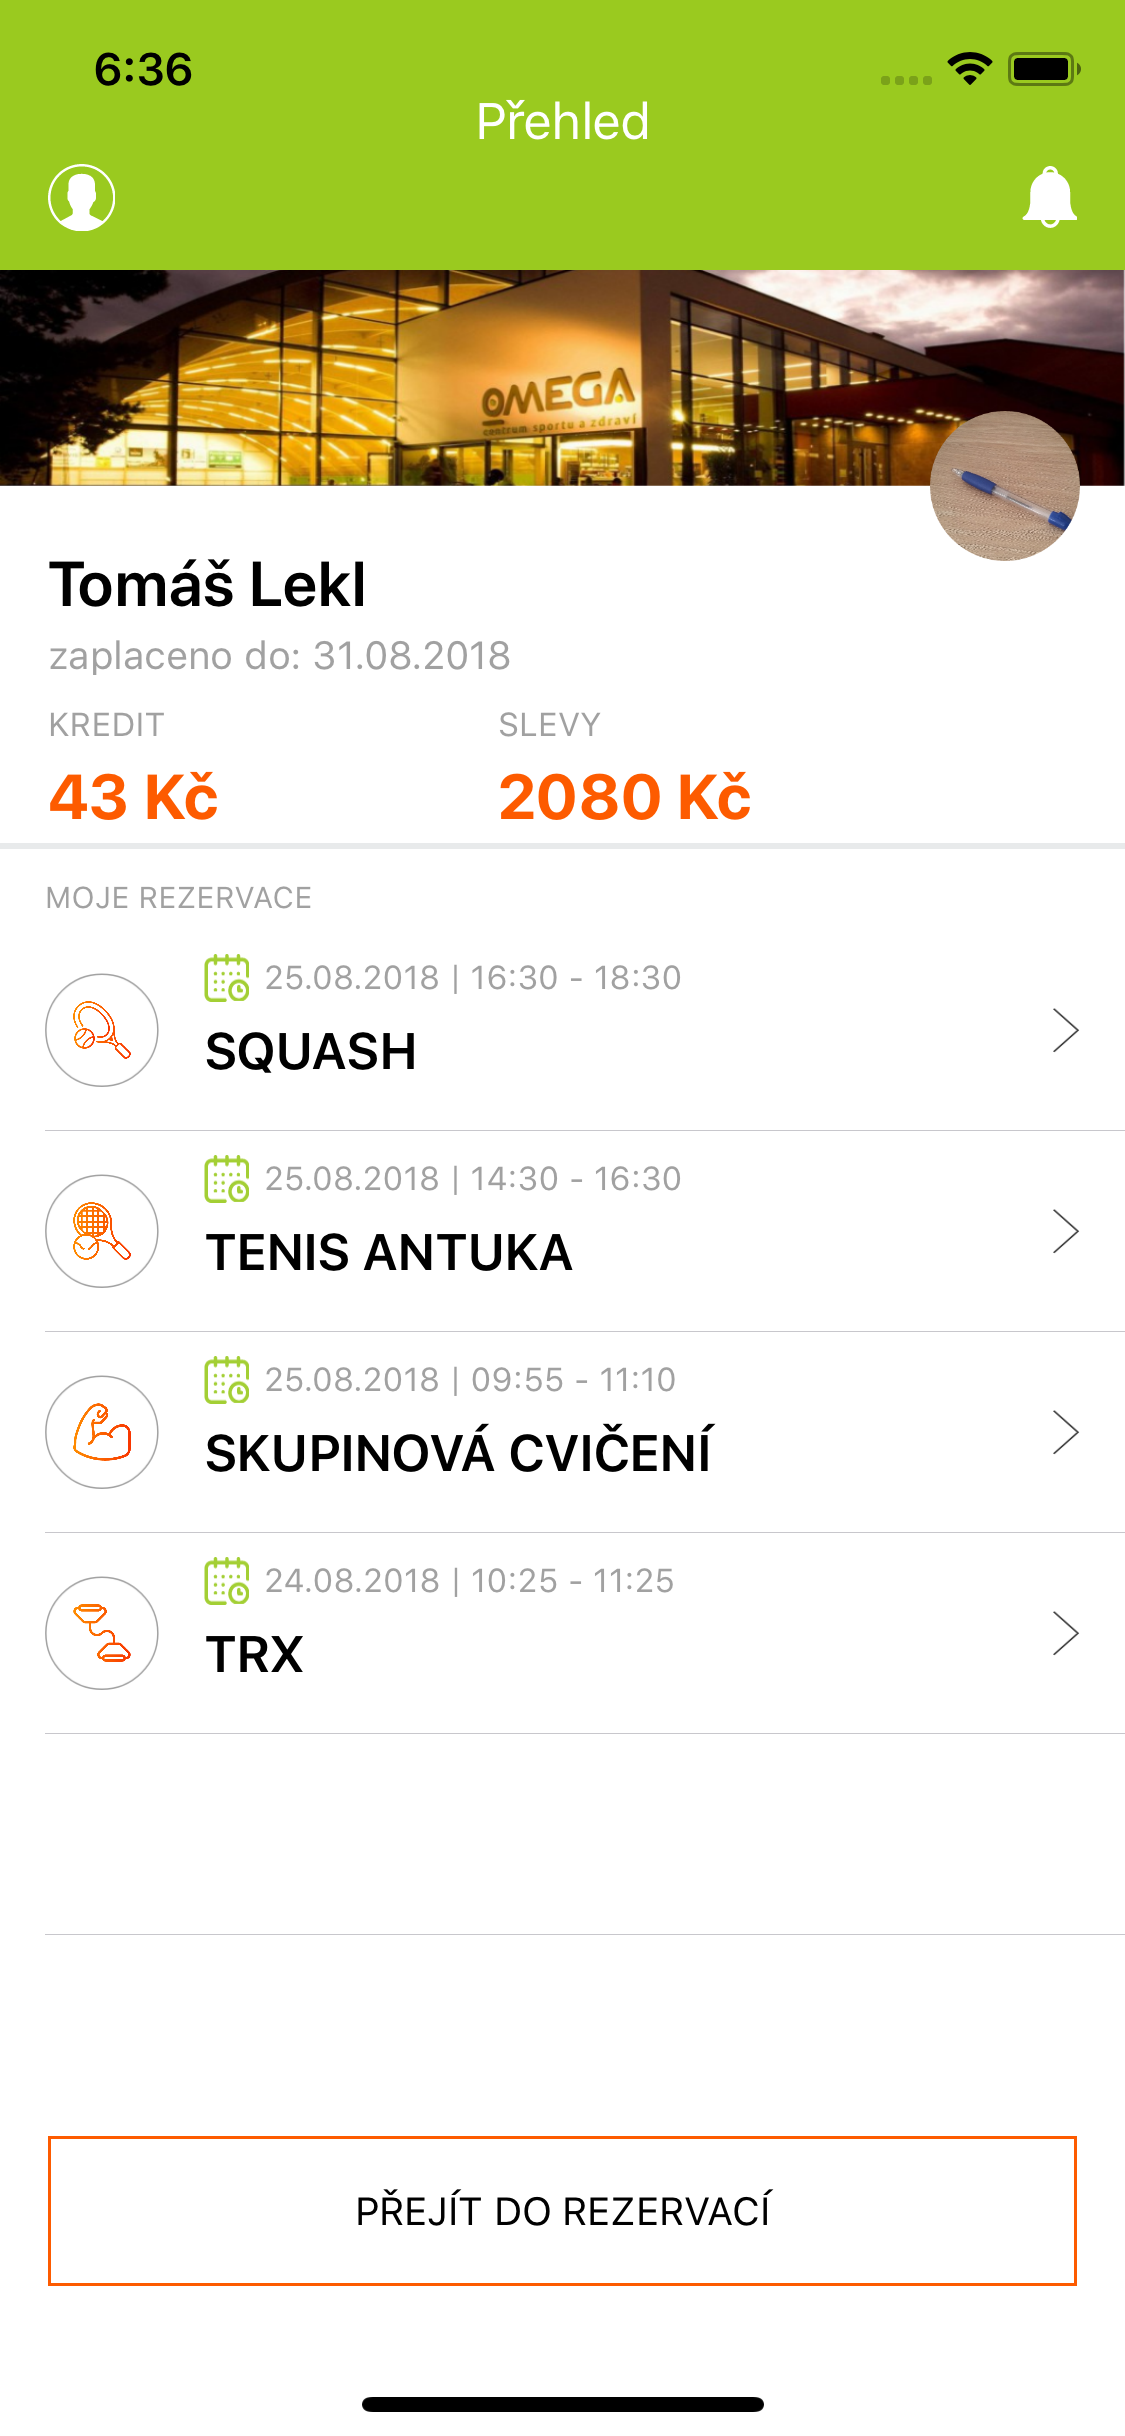 6:36
Přehled
OMEGA
centrum sportu a zdraví
Tomáš Lekl
zaplaceno do: 31.08.2018
KREDIT
SLEVY
43 Kč
2080 Kč
MOJE REZERVACE
25.08.2018 | 16:30 - 18:30
SQUASH
25.08.2018 | 14:30 - 16:30
TENIS ANTUKA
25.08.2018 | 09:55 - 11:10
SKUPINOVÁ CVIČENÍ
24.08.2018 | 10:25 - 11:25
TRX
PŘEJÍT DO REZERVACÍ